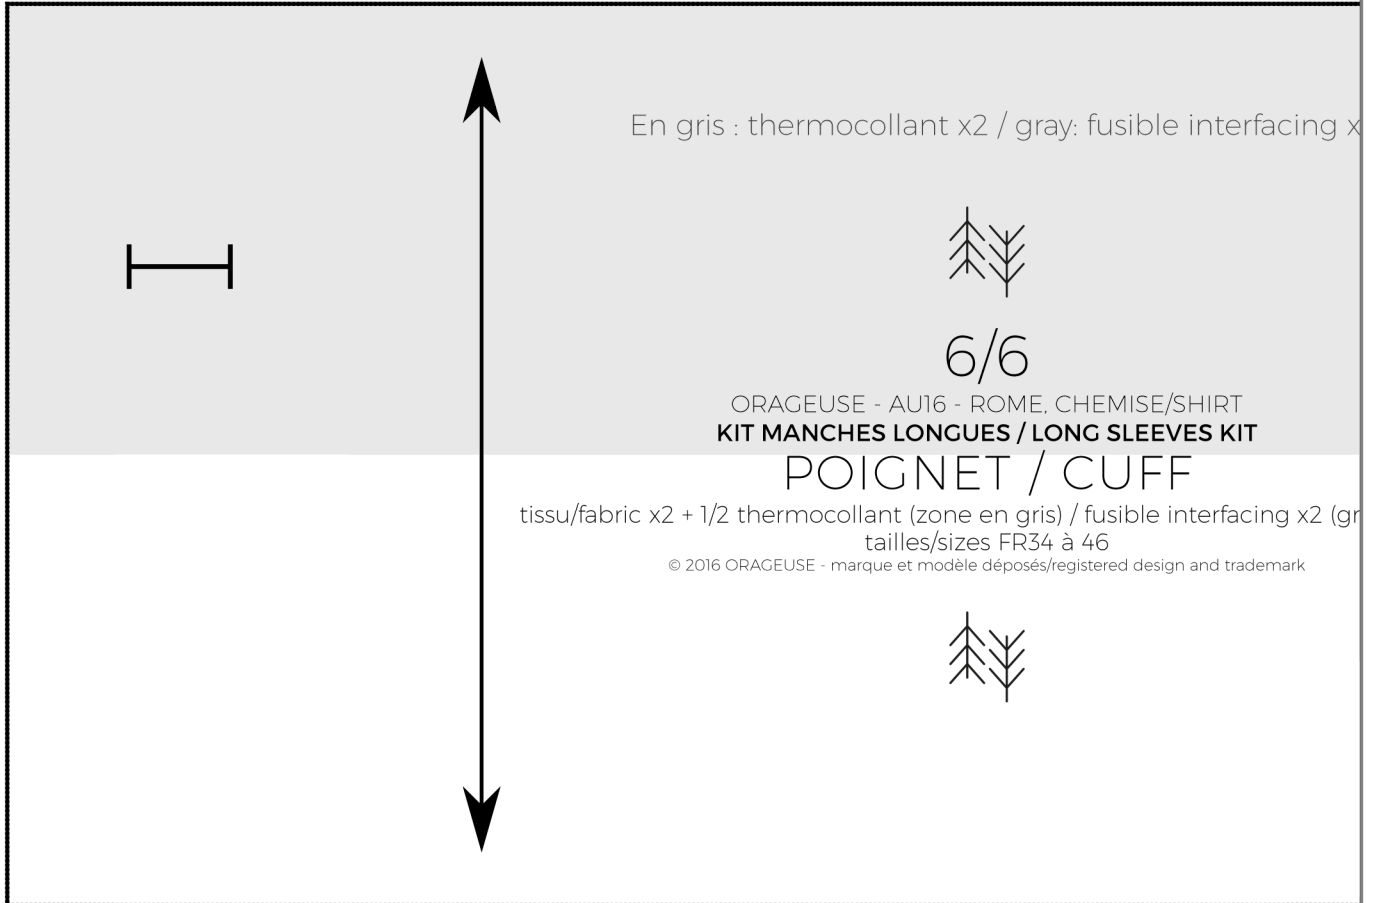 En gris : thermocollant x2 / gray: fusible interfacing x
6/6
ORAGEUSE - AU16 - ROME, CHEMISE/SHIRT
KIT MANCHES LONGUES / LONG SLEEVES KIT
POIGNET / CUFF
tissu/fabric x2 + 1/2 thermocollant (zone en gris) / fusible interfacing x2 (gr
tailles/sizes FR34 à 46
© 2016 ORAGEUSE - marque et modèle déposés/registered design and trademark